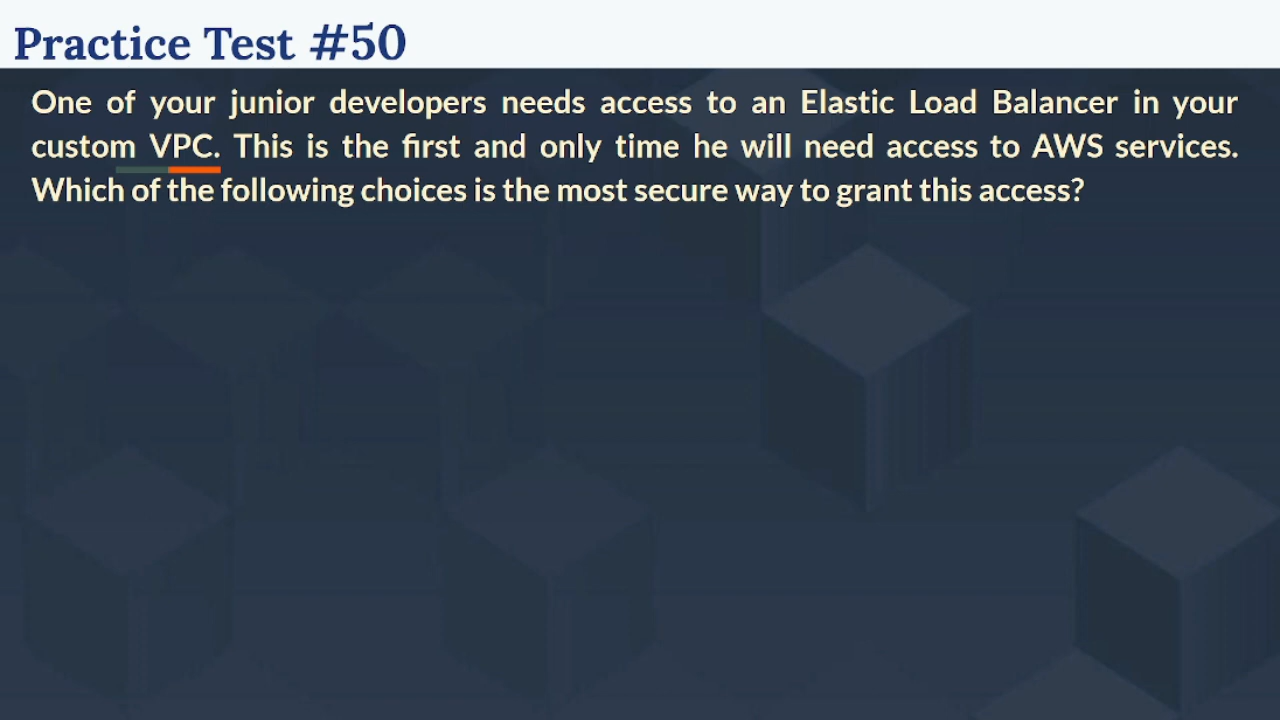 Practice Test #50
One of your junior developers needs access to an Elastic Load Balancer in your
custom VPC. This is the first and only time he will need access to AWS services.
Which of the following choices is the most secure way to grant this access?